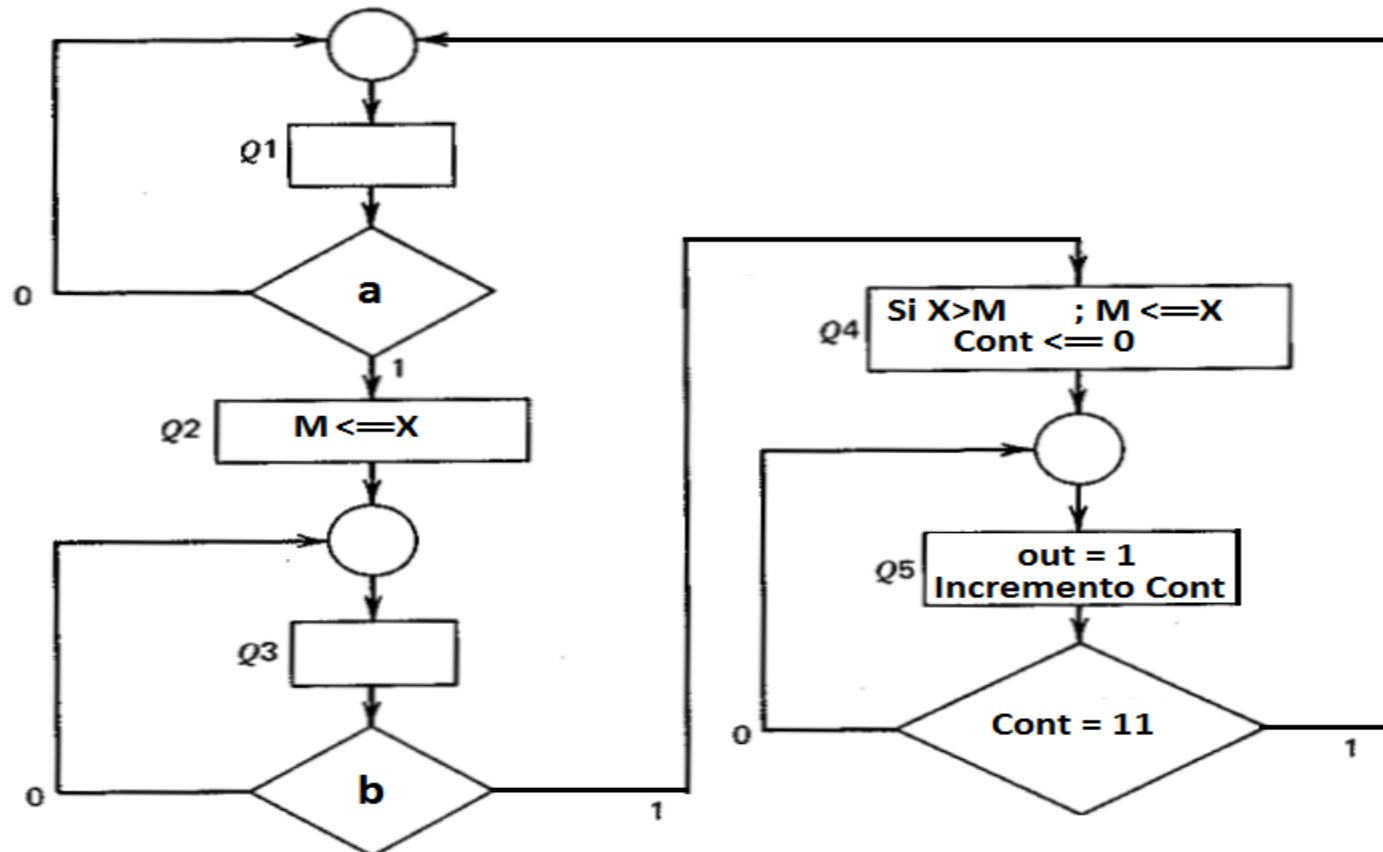 Q1
a
0
1
Q2
M <==X
Q3
b
0
1
Q4
Si X>M ; M <==X
Cont <== 0
Q5
out = 1
Incremento Cont
Cont = 11
0
1